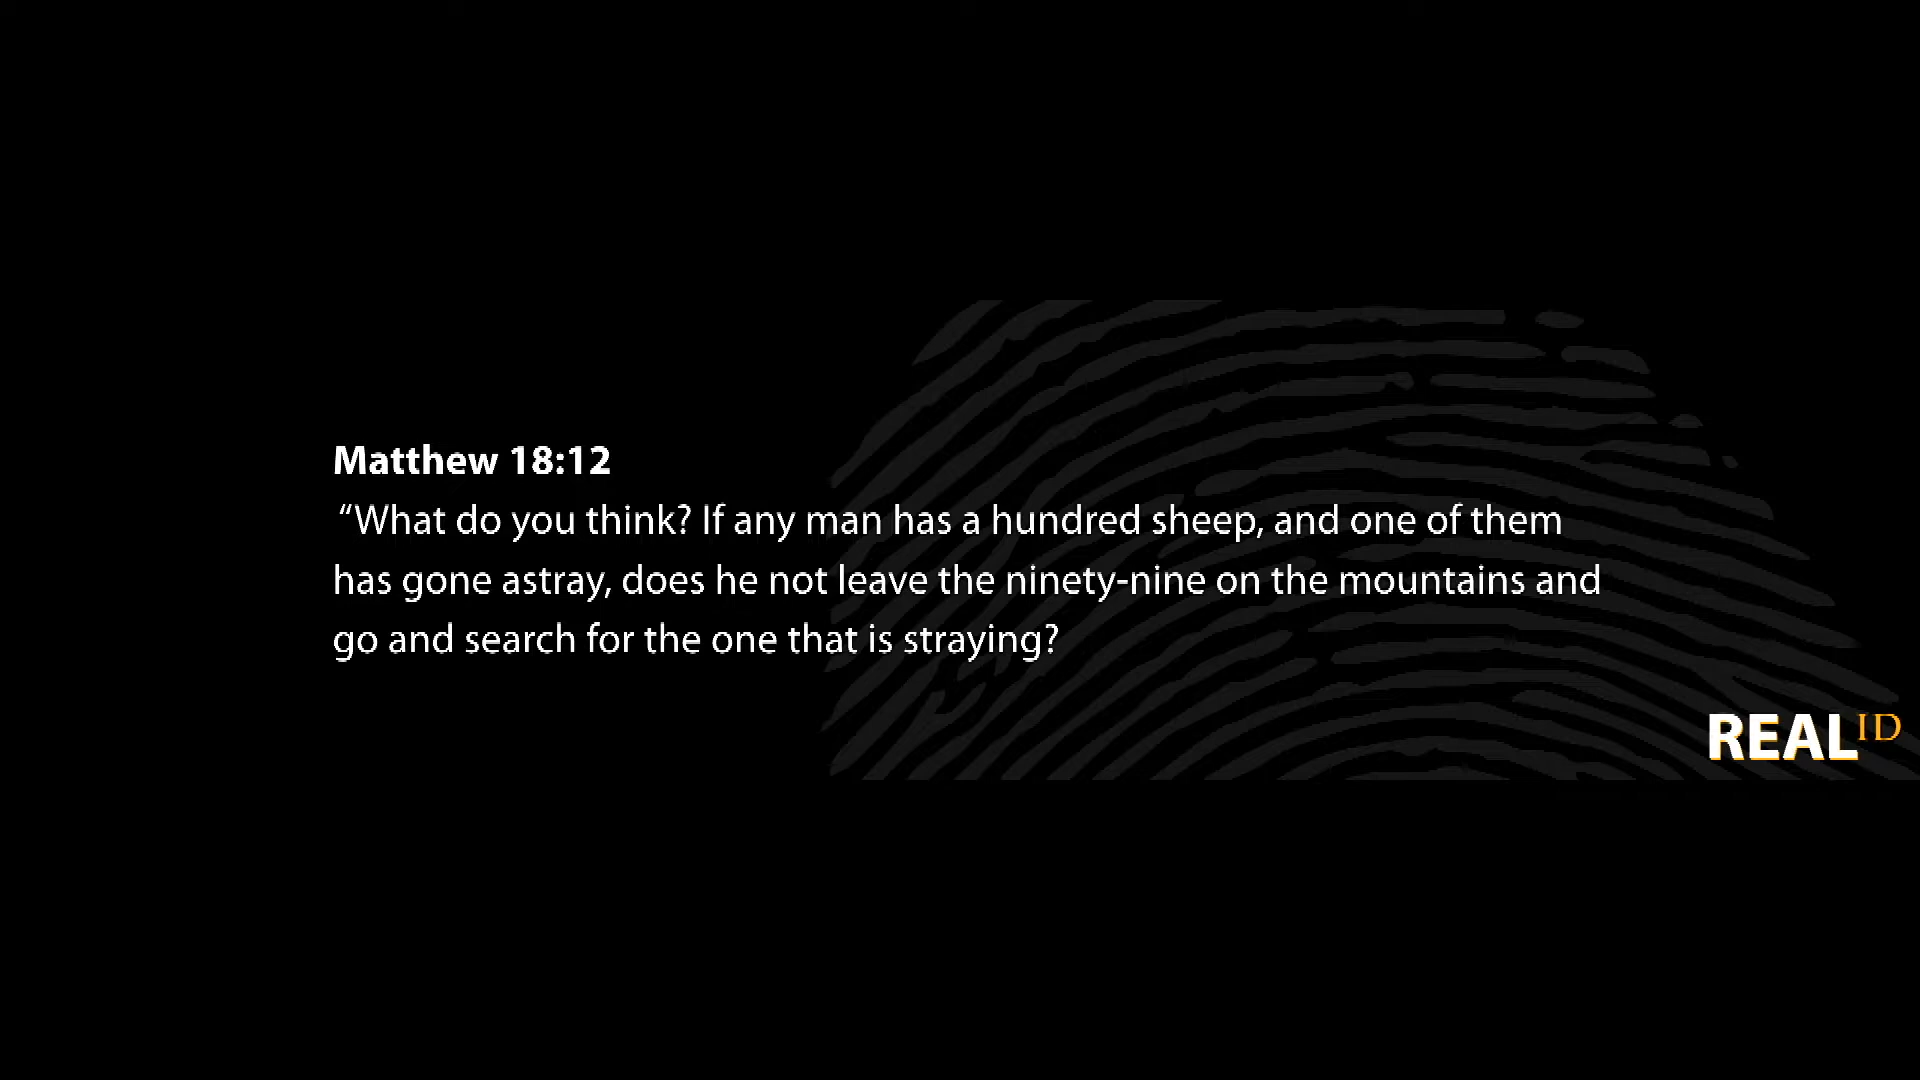 Matthew 18:12
“What do you think? If any man has a hundred sheep, and one of them
has gone astray, does he not leave the ninety-nine on the mountains and
go and search for the one that is straying?
REAL ID